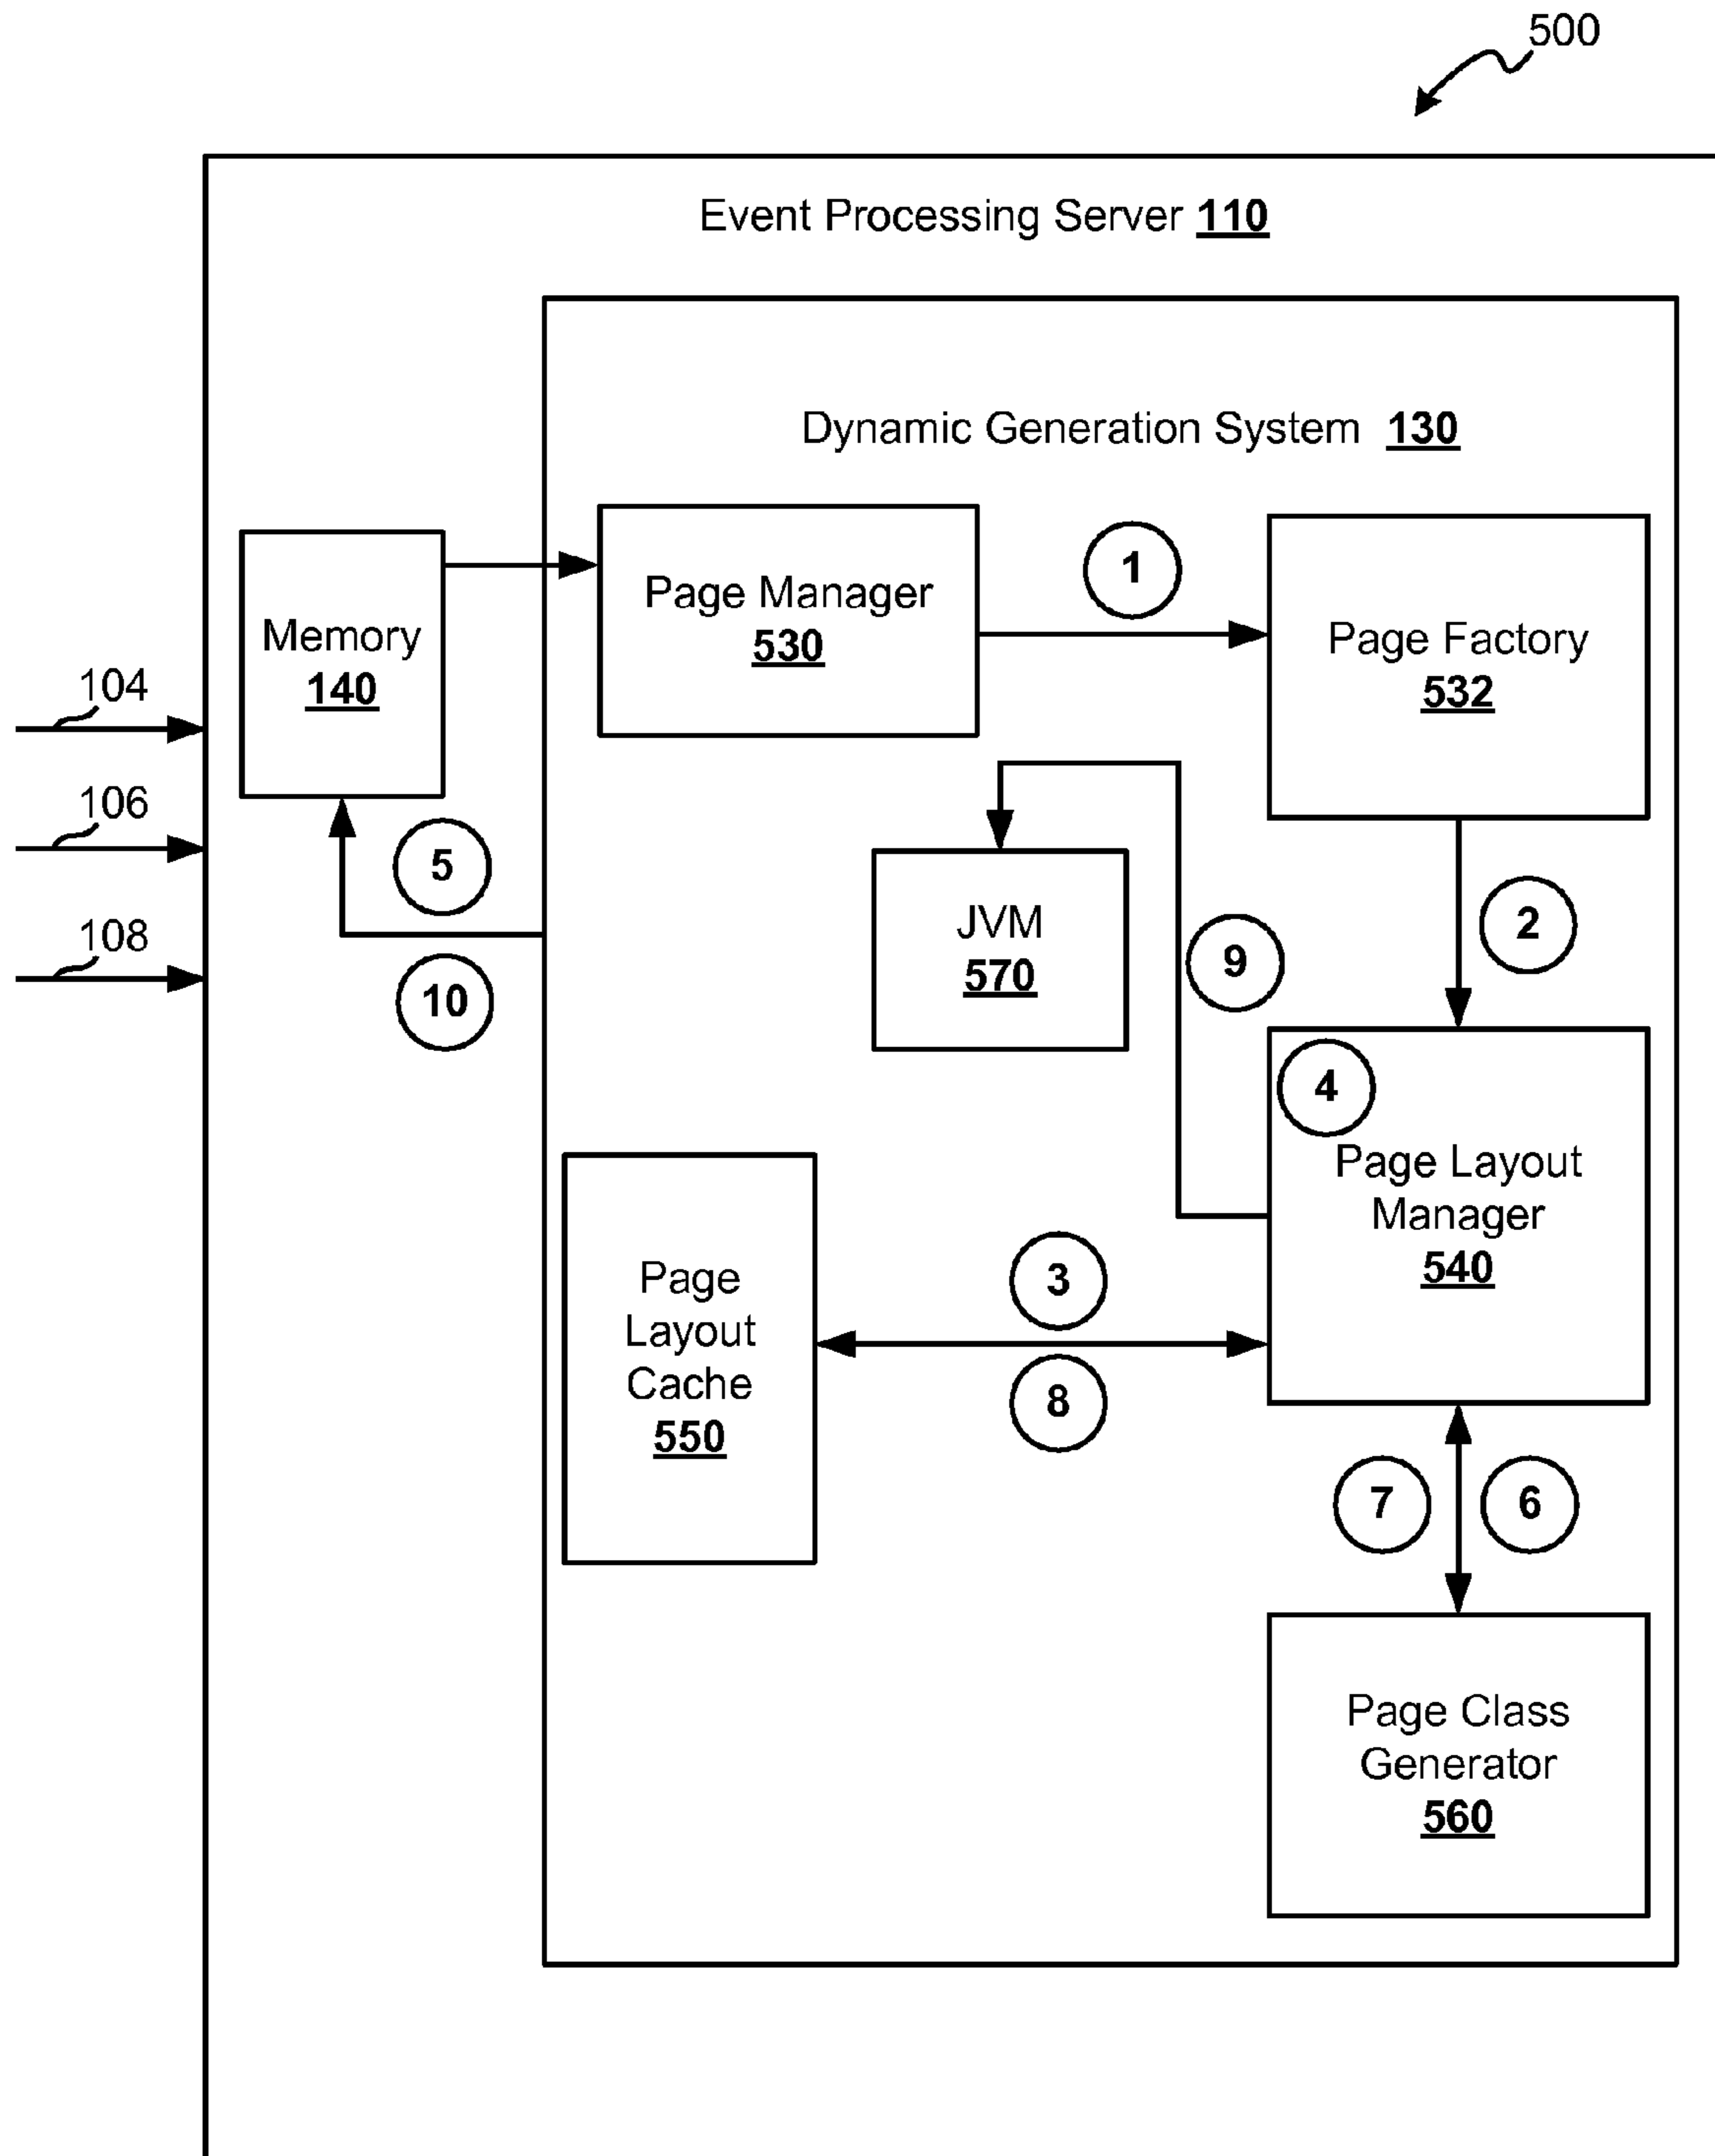 500
Event Processing Server 110
Dynamic Generation System 130
Memory
140
Page Manager
530
1
Page Factory
532
104
106
108
5
10
JVM
570
9
2
4
Page Layout
Manager
540
Page
Layout
Cache
550
3
8
7
6
Page Class
Generator
560